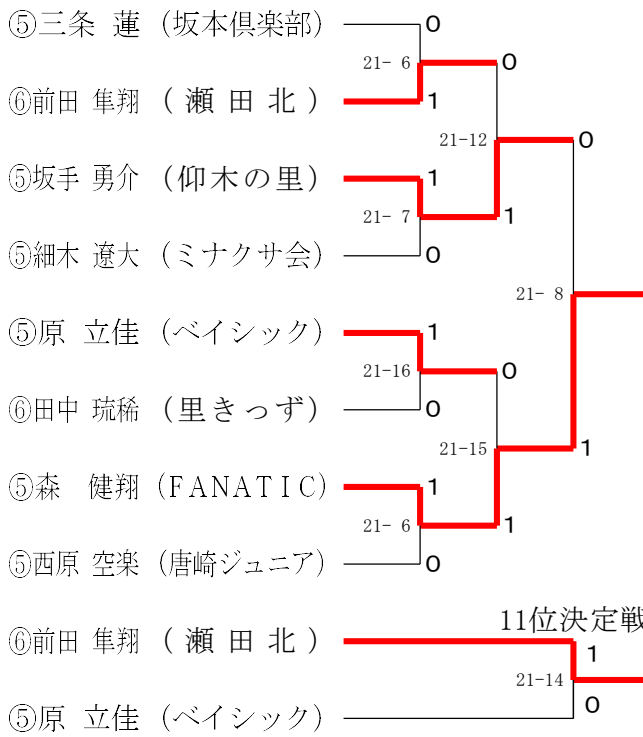 ⑤三条 蓮 （坂本倶楽部） 0
21- 6 0
⑥前田 隼翔 （瀬田北） 1
21-12 0
⑤坂手 勇介 （仰木の里） 1
21- 7 1
⑤細木 遼大 （ミナクサ会） 0
21- 8
⑤原 立佳 （ベイシック） 1
21-16 0
⑥田中 琉稀 （里きっず） 0
21-15 1
⑤森 健翔 （FANATIC） 1
21- 6 1
⑤西原 空楽 （唐崎ジュニア） 0
11位決定戦
⑥前田 隼翔 （瀬田北） 1
21-14
⑤原 立佳 （ベイシック） 0